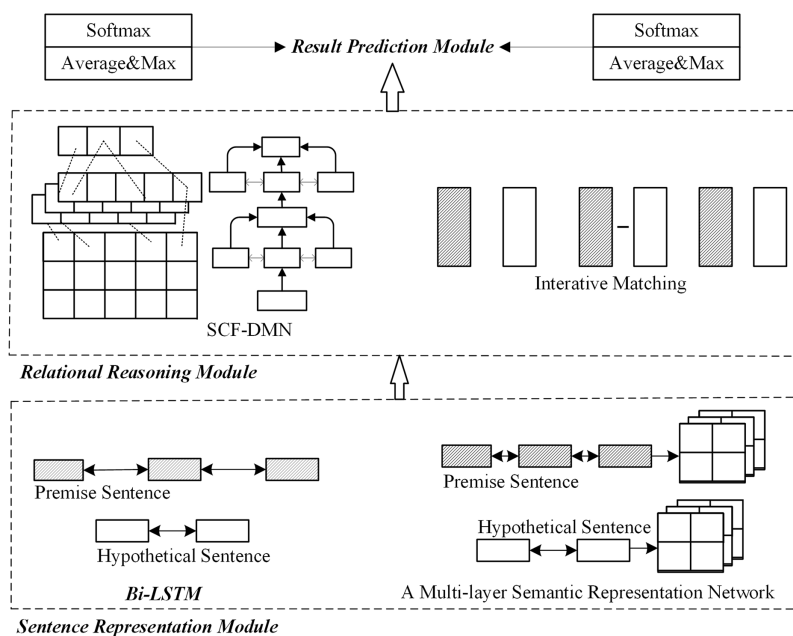 Softmax
Average&Max
Result Prediction Module
Softmax
Average&Max
SCF-DMN
Interative Matching
Relational Reasoning Module
Premise Sentence
Hypothetical Sentence
Bi-LSTM
Premise Sentence
Hypothetical Sentence
A Multi-layer Semantic Representation Network
Sentence Representation Module